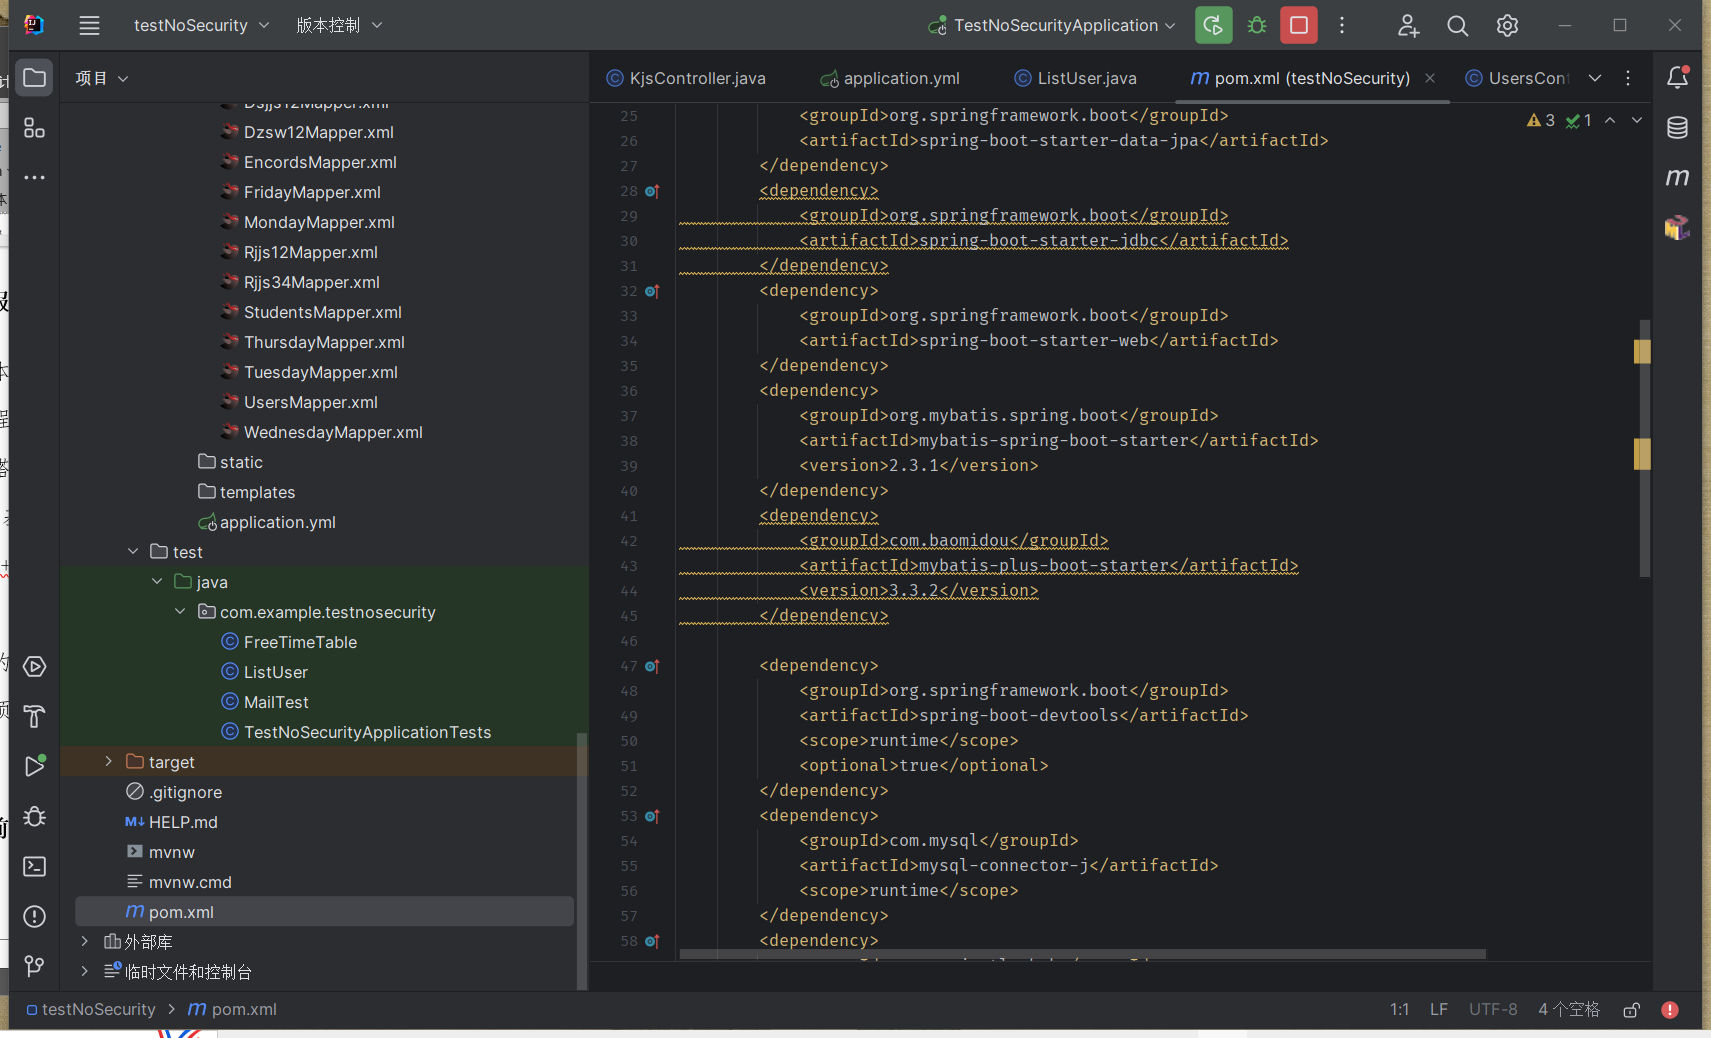 testNoSecurity
版本控制
TestNoSecurityApplication
项目
KjsController.java
application.yml
ListUser.java
pom.xml (testNoSecurity)
UsersCont
Dsjjs12Mapper.xml
Dzsw12Mapper.xml
EncordsMapper.xml
FridayMapper.xml
MondayMapper.xml
Rjjs12Mapper.xml
Rjjs34Mapper.xml
StudentsMapper.xml
ThursdayMapper.xml
TuesdayMapper.xml
UsersMapper.xml
WednesdayMapper.xml
static
templates
application.yml
test
java
com.example.testnosecurity
FreeTimeTable
ListUser
MailTest
TestNoSecurityApplicationTests
target
.gitignore
HELP.md
mvnw
mvnw.cmd
pom.xml
外部库
临时文件和控制台
3 1
25 <groupId>org.springframework.boot</groupId>
26 <artifactId>spring-boot-starter-data-jpa</artifactId>
27 </dependency>
28 <dependency>
29 <groupId>org.springframework.boot</groupId>
30 <artifactId>spring-boot-starter-jdbc</artifactId>
31 </dependency>
32 <dependency>
33 <groupId>org.springframework.boot</groupId>
34 <artifactId>spring-boot-starter-web</artifactId>
35 </dependency>
36 <dependency>
37 <groupId>org.mybatis.spring.boot</groupId>
38 <artifactId>mybatis-spring-boot-starter</artifactId>
39 <version>2.3.1</version>
40 </dependency>
41 <dependency>
42 <groupId>com.baomidou</groupId>
43 <artifactId>mybatis-plus-boot-starter</artifactId>
44 <version>3.3.2</version>
45 </dependency>
46
47 <dependency>
48 <groupId>org.springframework.boot</groupId>
49 <artifactId>spring-boot-devtools</artifactId>
50 <scope>runtime</scope>
51 <optional>true</optional>
52 </dependency>
53 <dependency>
54 <groupId>com.mysql</groupId>
55 <artifactId>mysql-connector-j</artifactId>
56 <scope>runtime</scope>
57 </dependency>
58 <dependency>
testNoSecurity > pom.xml
1:1 LF UTF-8 4 个空格